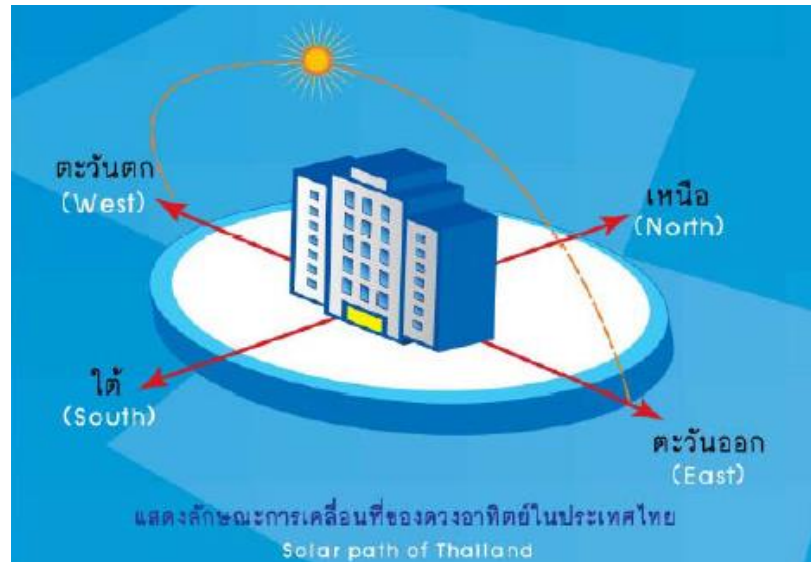 ตะวันตก
(West)
เหนือ
(North)
ใต้
(South)
ตะวันออก
(East)
แสดงลักษณะการเคลื่อนที่ของดวงอาทิตย์ในประเทศไทย
Solar path of Thailand